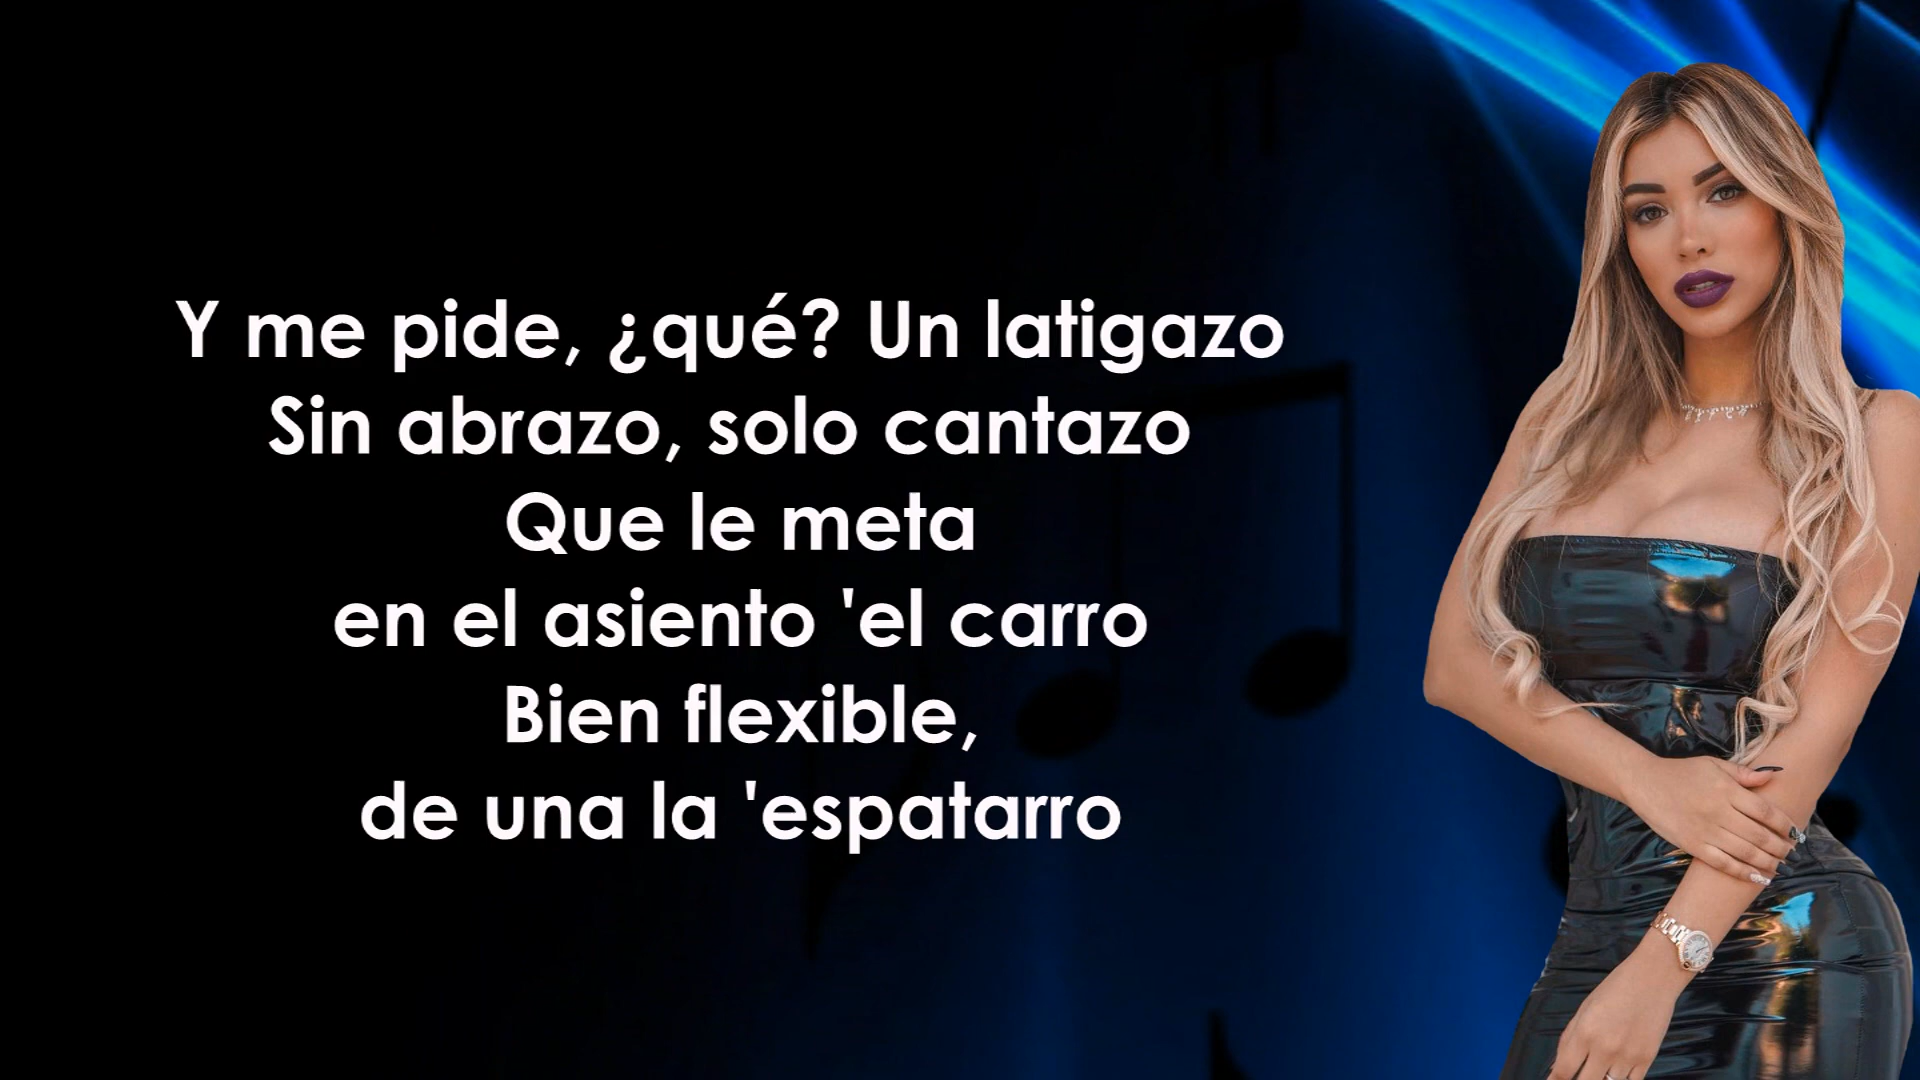 Y me pide, ¿qué? Un latigazo
Sin abrazo, solo cantazo
Que le meta
en el asiento 'el carro
Bien flexible,
de una la 'espatarro